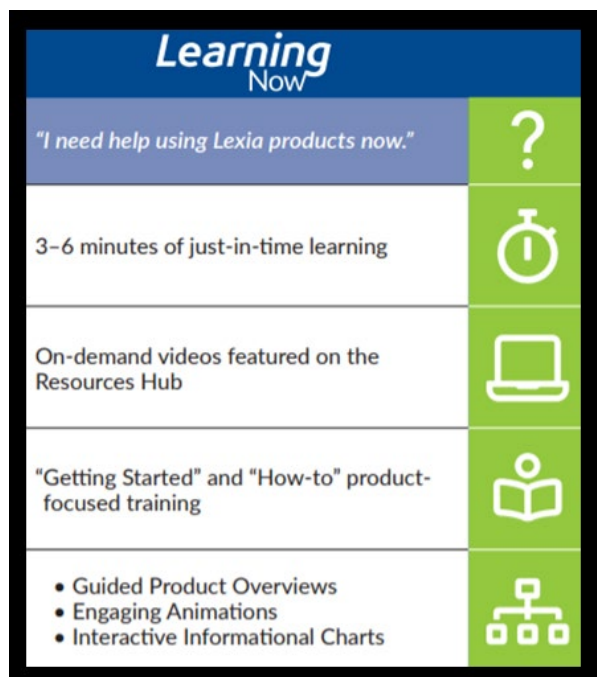 Learning
Now
“I need help using Lexia products now.”
?
3–6 minutes of just-in-time learning
On-demand videos featured on the
Resources Hub
“Getting Started” and “How-to” product-
focused training
• Guided Product Overviews
• Engaging Animations
• Interactive Informational Charts